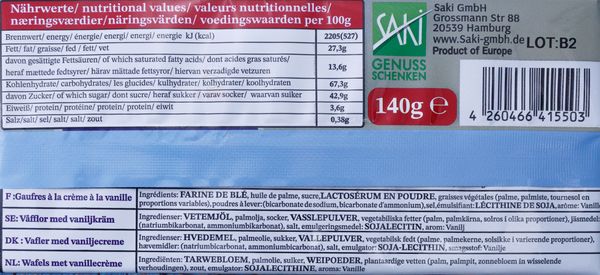 Nährwerte/ nutritional values/ valeurs nutritionnelles/
næringsværdier/näringsvärden/ voedingswaarden per 100g
Brennwert/ energy/énergie/ energi/ energi/ energie kJ (kcal) 2205(527)
Fett/ fat/ graisse/ fed / fett/ vet 27,3g
davon gesättigte Fettsäuren/ of which saturated fatty acids/ dont acides gras saturés/
heraf mættede fedtsyrer/ härav mättade fettsyror/ hiervan verzadigde vetzuren 13,6g
Kohlenhydrate/ carbohydrates/ les glucides/ kulhydrater/ kolhydrater/ koolhydraten 67,3g
davon Zucker/ of which sugar/ dont sucre/ heraf sukker / varav socker/ waarvan suiker 42,9g
Eiweiß/ protein/ protéine/ protein/ protein/ eiwit 3,6g
Salz/salt/ sel/ salt/ salt/ zout 0,38g
SAKI
GENUSS
SCHENKEN
Saki GmbH
Grossmann Str 88
20539 Hamburg
www.Saki-gmbh.de
Product of Europe
LOT:B2
140g e
4 260466 415503
F :Gaufres à la crème à la vanille
Ingrédients: FARINE DE BLÉ, huile de palme, sucre,LACTOSÉRUM EN POUDRE, graisses végétales (palme, palmiste, tournesol en
proportions variables), poudres à lever:(bicarbonate de sodium, bicarbonate d'ammonium),sel,émulsifiant: LÉCITHINE DE SOJA,arôme: Vanille
SE: Våfflor med vaniljkräm
Ingredienser: VETEMJÖL, palmolja, socker, VASSLEPULVER, vegetabiliska fetter (palm, palmkärna, solros i olika proportioner), jäsmedel:
(natriumbikarbonat, ammoniumbikarbonat), salt, emulgeringsmedel: SOJALECITIN, arom: Vanilj
DK : Vafler med vaniljecreme
Ingredienser: HVEDEMEL, palmeolie, sukker, VALLEPULVER, vegetabilsk fedt (palme, palmekerne, solsikke i varierende proportioner),
hævemidler: (natriumbikarbonat, ammoniumbikarbonat), salt, emulgator: SOJA-LECITHIN, smagsstof: Vanilje
NL: Wafels met vanillecreme
Ingrediënten: TARWEBLOEM, palmolie, suiker, WEIPOEDER, plantaardige vetten (palm, palmpit, zonnebloem in wisselende
verhoudingen), zout, emulgator: SOJALECITHINE, aroma: Vanille